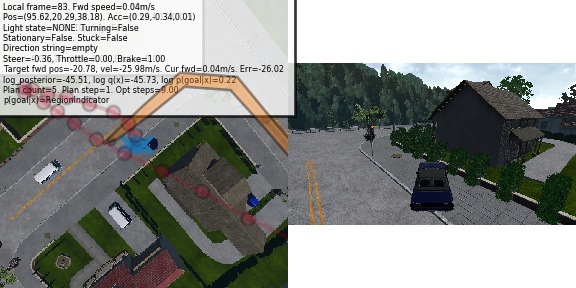 Local frame=83. Fwd speed=0.04m/s
Pos=(95.62,20.29,38.18). Acc=(0.29,-0.34,0.01)
Light state=NONE. Turning=False
Stationary=False. Stuck=False
Direction string=empty
Steer=-0.36, Throttle=0.00, Brake=1.00
Target fwd pos=-20.78, vel=-25.98m/s. Cur fwd=0.04m/s. Err=-26.02
log_posterior=-45.51, log q(x)=-45.73, log p(goal|x)=0.22
Plan count=5. Plan step=1. Opt steps=9.00
p(goal|x)=RegionIndicator